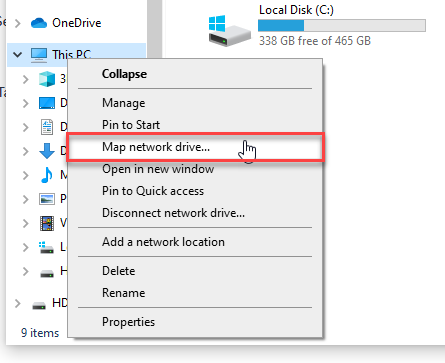 OneDrive
Local Disk (C:)
338 GB free of 465 GB
This PC
Collapse
Manage
Pin to Start
Map network drive...
Open in new window
Pin to Quick access
Disconnect network drive...
Add a network location
Delete
Rename
Properties
HD
9 items